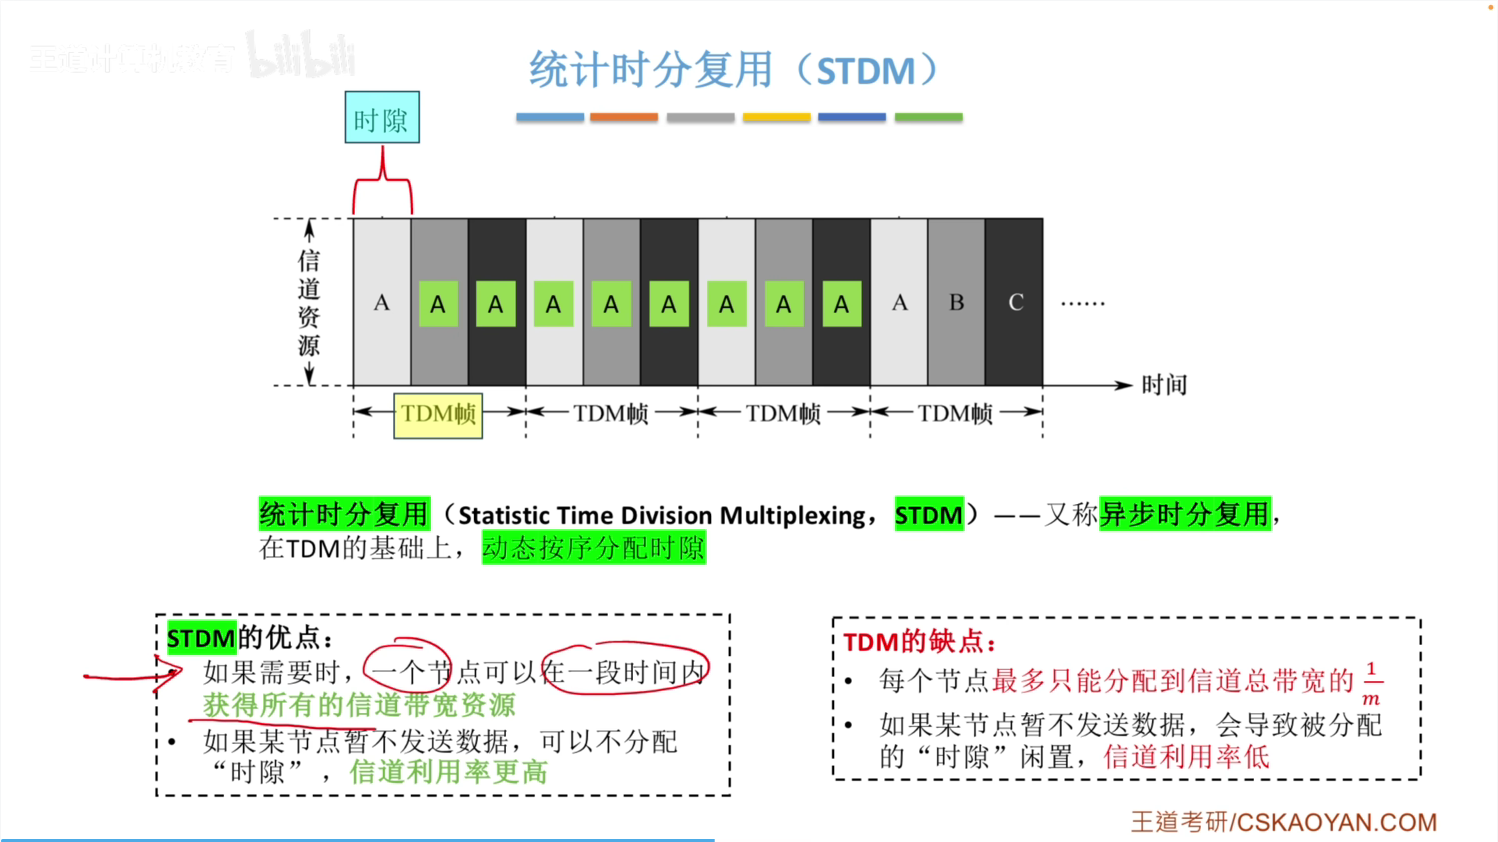 王道计算机教育 bilibili
统计时分复用（STDM）
时隙
信道资源
A A A A A A A A A A B C ……
时间
TDM帧 TDM帧 TDM帧 TDM帧
统计时分复用（Statistic Time Division Multiplexing，STDM）——又称异步时分复用，
在TDM的基础上，动态按序分配时隙
STDM的优点：
• 如果需要时，一个节点可以在一段时间内
获得所有的信道带宽资源
• 如果某节点暂不发送数据，可以不分配
“时隙”，信道利用率更高
TDM的缺点：
• 每个节点最多只能分配到信道总带宽的 1/m
• 如果某节点暂不发送数据，会导致被分配
的“时隙”闲置，信道利用率低
王道考研/CSKAOYAN.COM